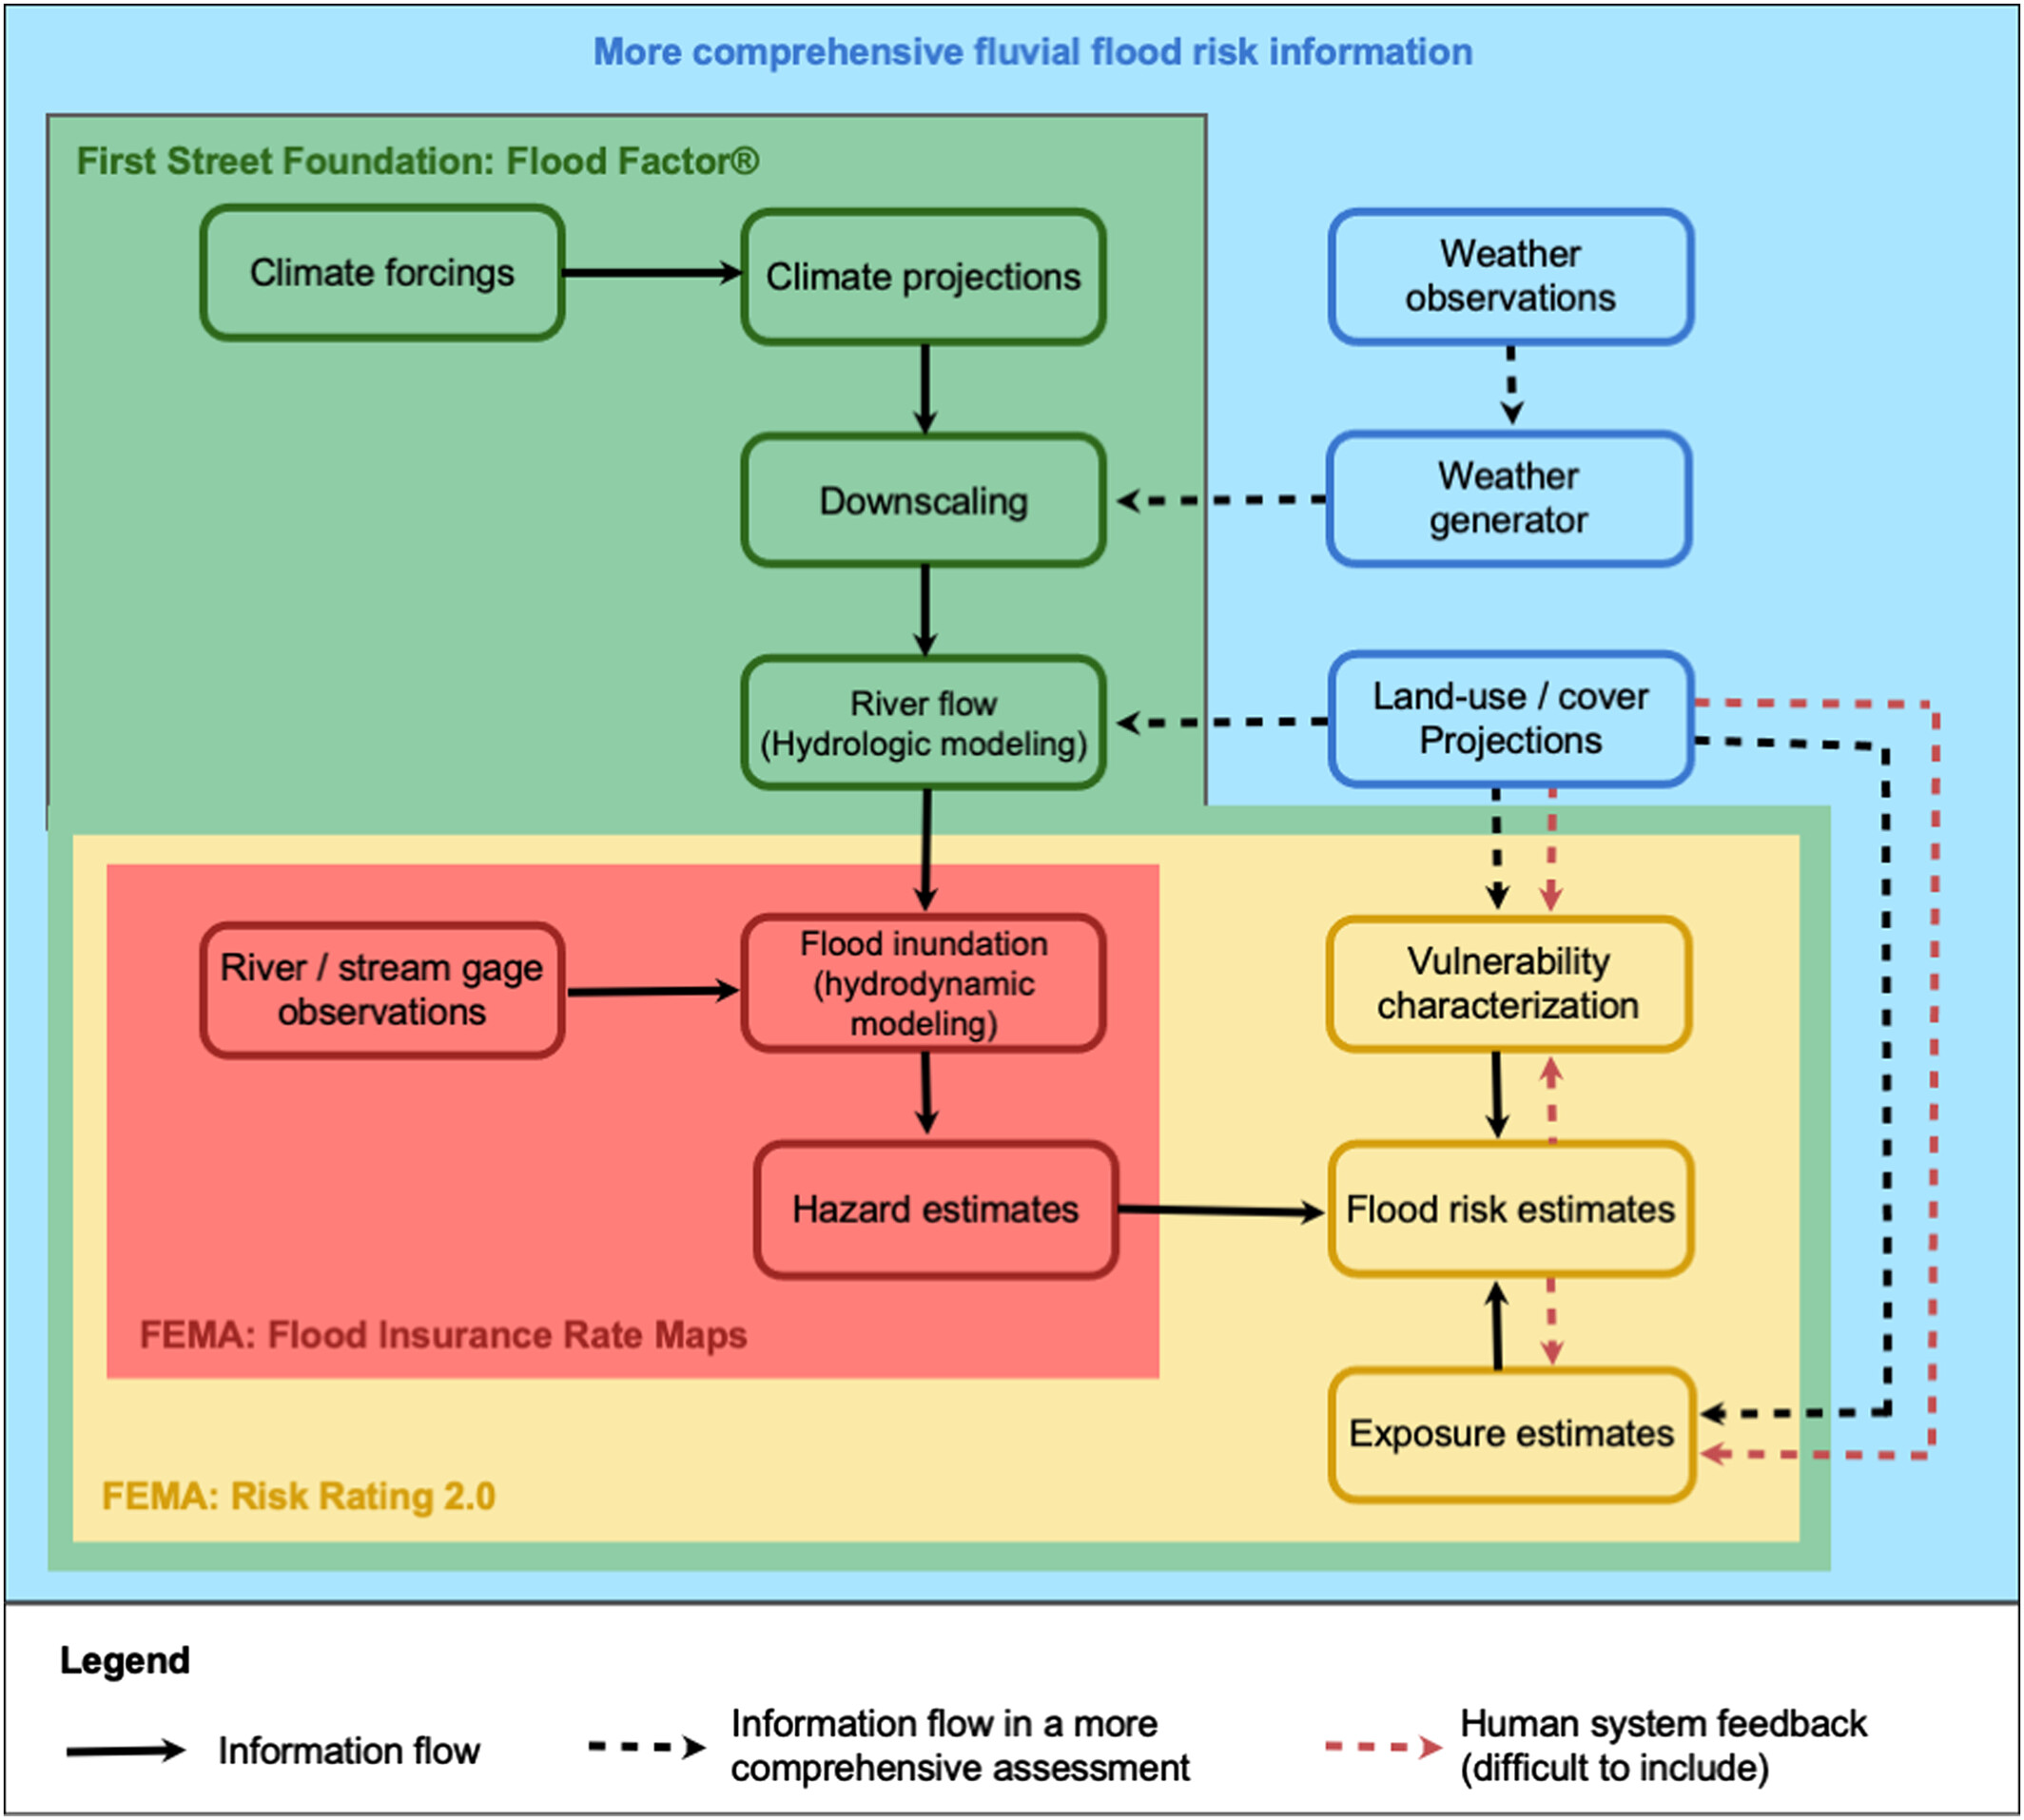 More comprehensive fluvial flood risk information
First Street Foundation: Flood Factor®
Climate forcings
Climate projections
Weather
observations
Downscaling
Weather
generator
River flow
(Hydrologic modeling)
Land-use / cover
Projections
River / stream gage
observations
Flood inundation
(hydrodynamic
modeling)
Vulnerability
characterization
Hazard estimates
Flood risk estimates
FEMA: Flood Insurance Rate Maps
Exposure estimates
FEMA: Risk Rating 2.0
Legend
Information flow
Information flow in a more
comprehensive assessment
Human system feedback
(difficult to include)